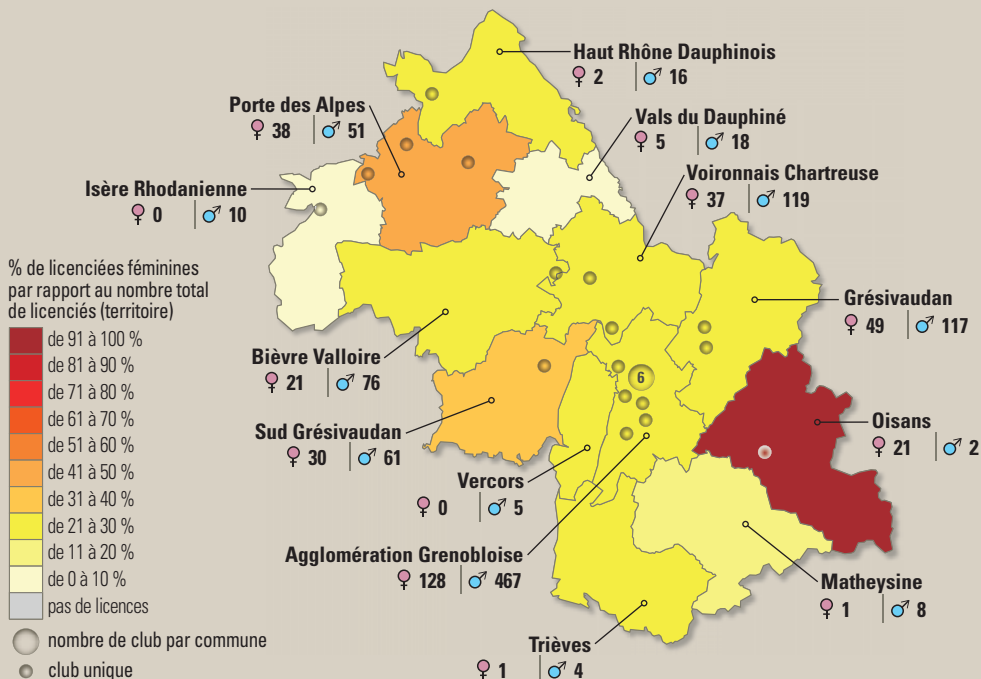 Haut Rhône Dauphinois
♀ 2 | ♂ 16
Porte des Alpes
♀ 38 | ♂ 51
Vals du Dauphiné
♀ 5 | ♂ 18
Isère Rhodanienne
♀ 0 | ♂ 10
Voironnais Chartreuse
♀ 37 | ♂ 119
% de licenciées féminines
par rapport au nombre total
de licenciés (territoire)
de 91 à 100 %
de 81 à 90 %
de 71 à 80 %
de 61 à 70 %
de 51 à 60 %
de 41 à 50 %
de 31 à 40 %
de 21 à 30 %
de 11 à 20 %
de 0 à 10 %
pas de licences
nombre de club par commune
club unique
Grésivaudan
♀ 49 | ♂ 117
Bièvre Valloire
♀ 21 | ♂ 76
6
Sud Grésivaudan
♀ 30 | ♂ 61
Oisans
♀ 21 | ♂ 2
Vercors
♀ 0 | ♂ 5
Agglomération Grenobloise
♀ 128 | ♂ 467
Matheysine
♀ 1 | ♂ 8
Trièves
♀ 1 | ♂ 4